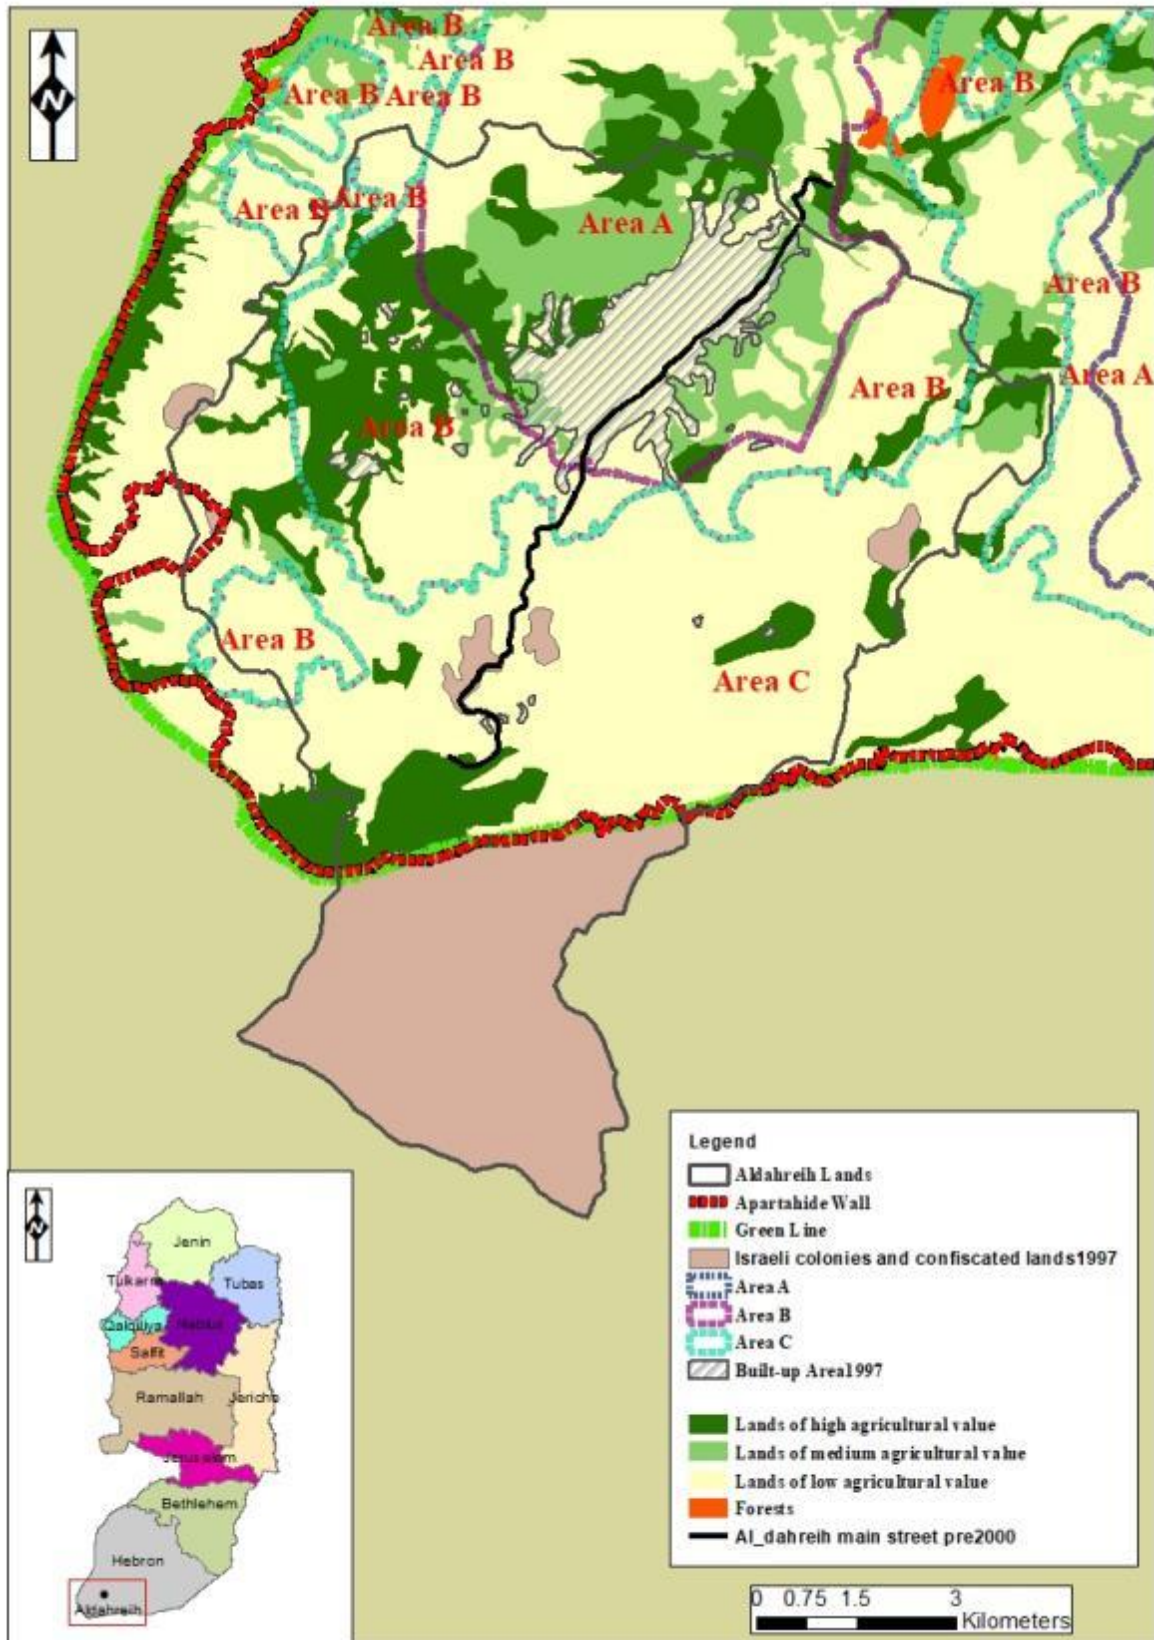 N
Area B
Area B
Area B
Area B
Area B
Area B
Area B
Area A
Area B
Area B
Area B
Area A
Area B
Area C
Legend
Aldahreih Lands
Apartahide Wall
Green Line
Israeli colonies and confiscated lands1997
Area A
Area B
Area C
Built-up Area1997
Lands of high agricultural value
Lands of medium agricultural value
Lands of low agricultural value
Forests
Al_dahreih main street pre2000
N
Jenin
Tulkarm
Tubas
Qalqiliya
Nablus
Salfit
Ramallah
Jericho
Jerusalem
Bethlehem
Hebron
Aldahreih
0 0.75 1.5 3
Kilometers